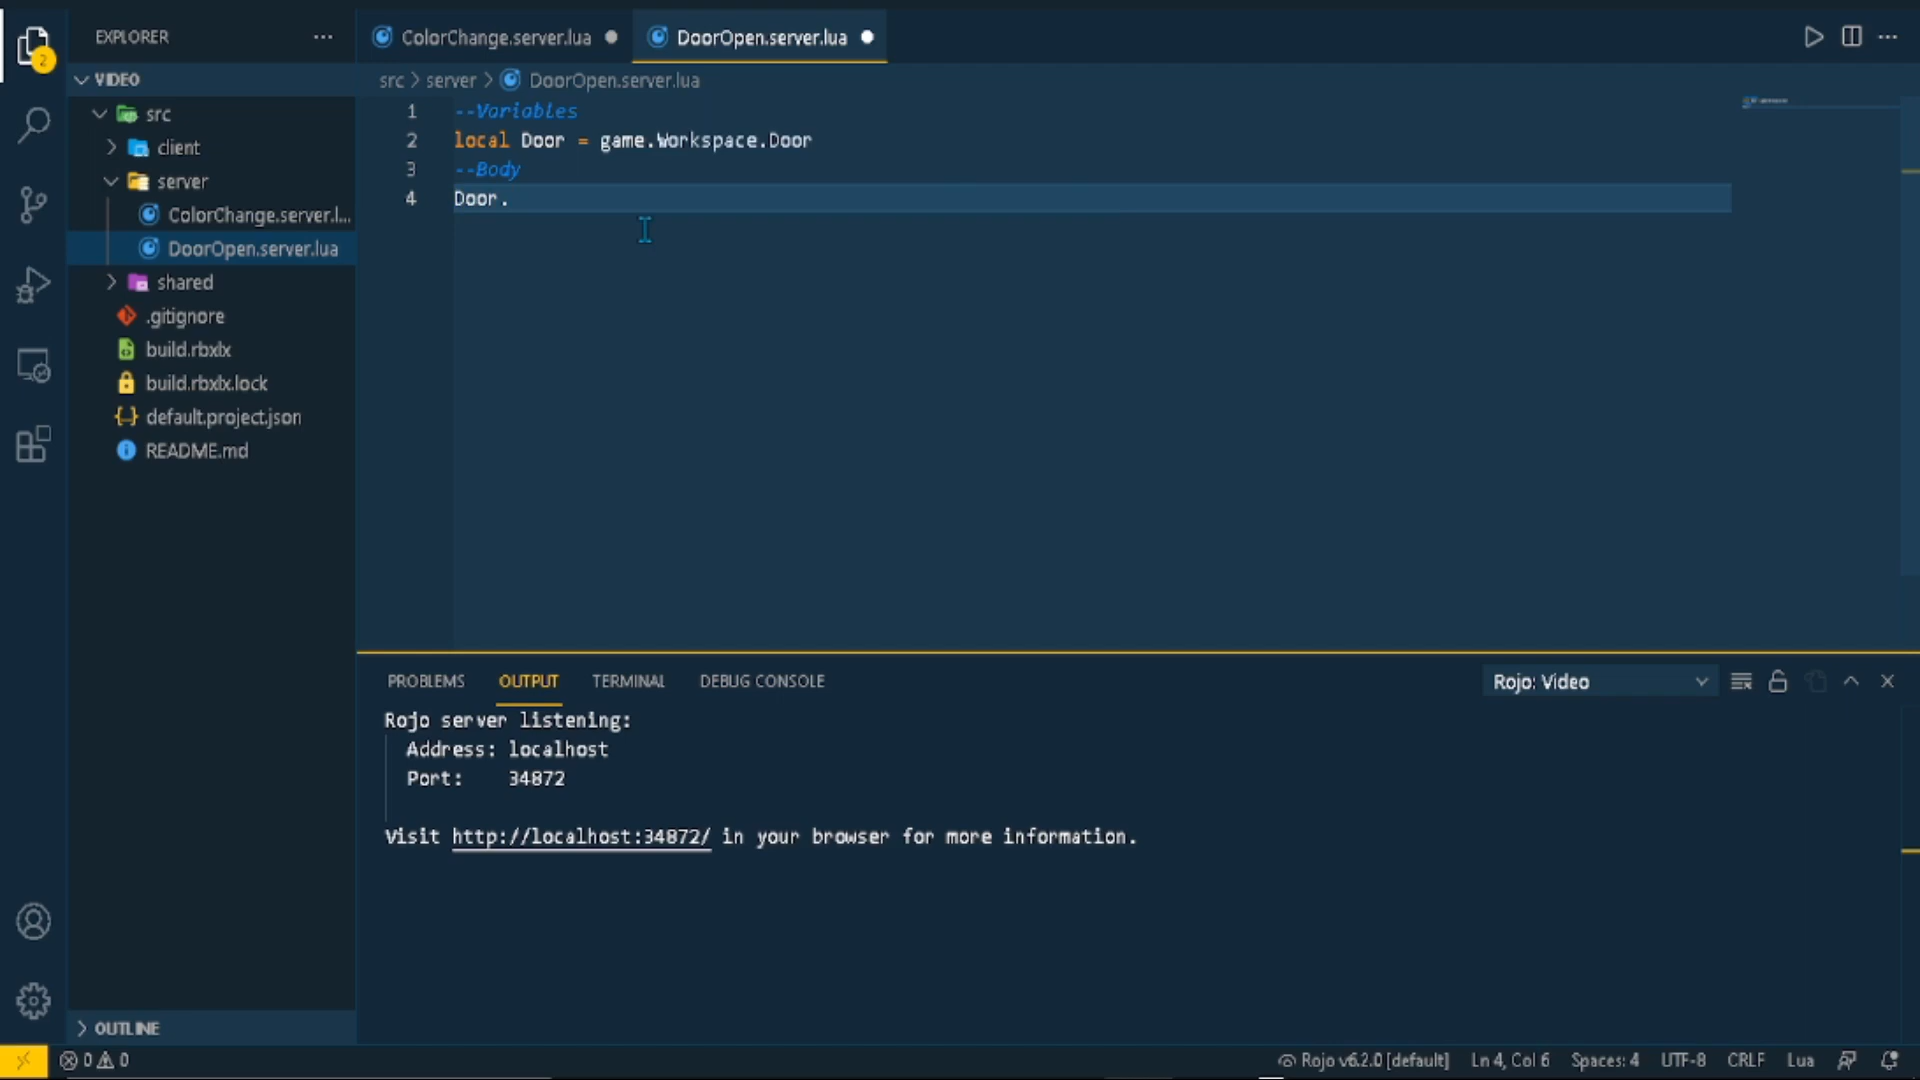 EXPLORER
ColorChange.server.lua
DoorOpen.server.lua
2
VIDEO
src
client
server
ColorChange.server.l...
DoorOpen.server.lua
shared
.gitignore
build.rbxlx
build.rbxlx.lock
default.project.json
README.md
OUTLINE
src > server > DoorOpen.server.lua
1 --Variables
2 local Door = game.Workspace.Door
3 --Body
4 Door.
PROBLEMS OUTPUT TERMINAL DEBUG CONSOLE
Rojo: Video
Rojo server listening:
Address: localhost
Port: 34872
Visit http://localhost:34872/ in your browser for more information.
0 0
Rojo v6.2.0 [default] Ln 4, Col 6 Spaces: 4 UTF-8 CRLF Lua